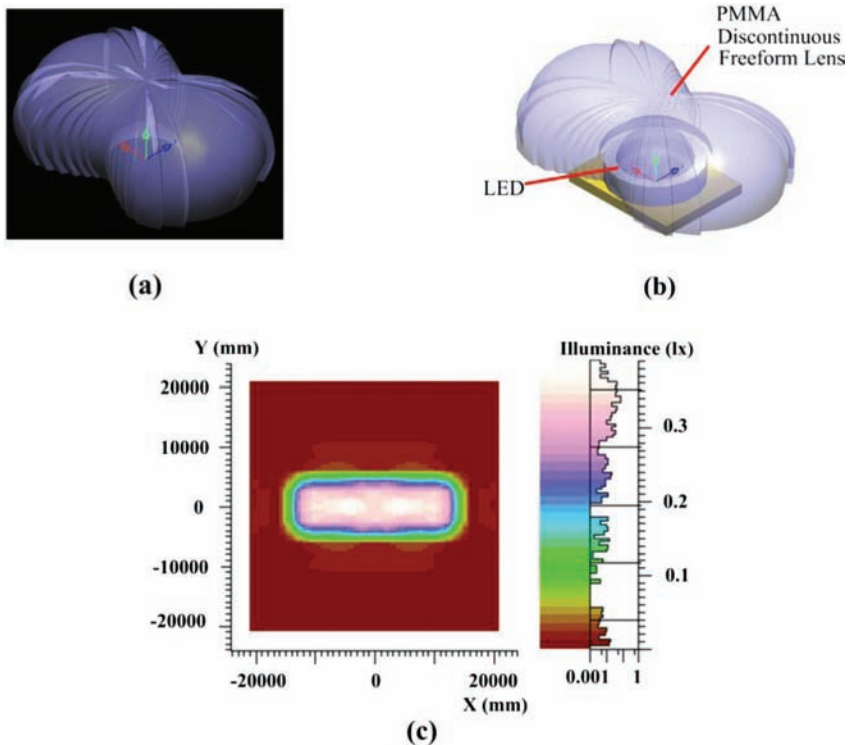 PMMA
Discontinuous
Freeform Lens
LED
(a)
(b)
Y (mm)
Illuminance (lx)
20000
10000
0
-10000
-20000
-20000
0
20000
X (mm)
0.3
0.2
0.1
0.001
1
(c)